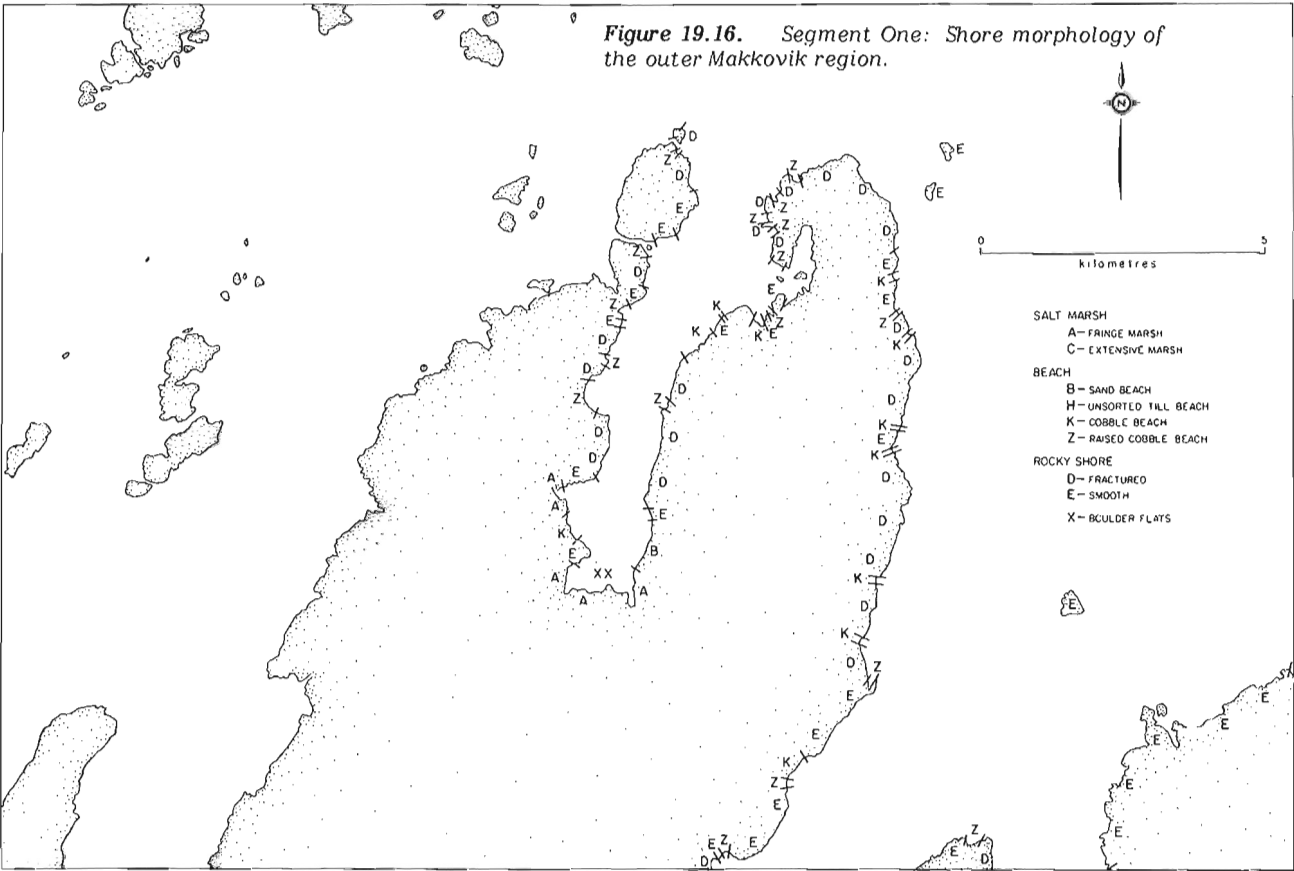 Figure 19.16. Segment One: Shore morphology of
the outer Makkovik region.
N
0 5
kilometres
SALT MARSH
A – FRINGE MARSH
C – EXTENSIVE MARSH
BEACH
B – SAND BEACH
H – UNSORTED TILL BEACH
K – COBBLE BEACH
Z – RAISED COBBLE BEACH
ROCKY SHORE
D – FRACTURED
E – SMOOTH
X – BOULDER FLATS
D
Z
D
E
E
Z
D
E
Z
E
D
Z
D
Z
D
D
E
A
A
K
E
A
XX
A
A
B
E
D
D
Z
D
K
K
E
K
E
Z
E
Z
D
Z
D
Z
Z
D
D
Z
D
D
E
E
D
E
K
E
Z
D
K
D
D
K
E
K
D
D
D
K
D
K
D
Z
E
E
K
Z
E
E
Z
E
D
E
E
E
E
E
E
E
Z
E
D